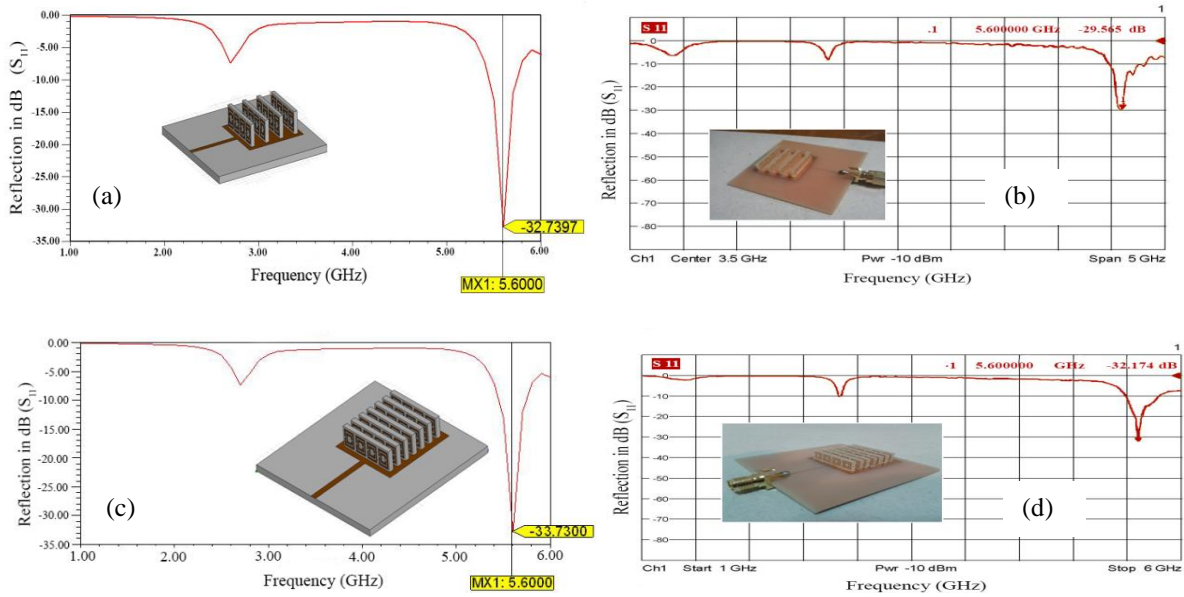 0.00
-5.00
-10.00
-15.00
-20.00
-25.00
-30.00
-35.00
Reflection in dB (S11)
(a)
-32.7397
1.00 2.00 3.00 4.00 5.00 6.00
Frequency (GHz)
MX1: 5.6000
1
S 11
.1 5.600000 GHz -29.565 dB
0
-10
-20
-30
-40
-50
-60
-70
-80
Reflection in dB (S11)
(b)
Ch1 Center 3.5 GHz Pwr -10 dBm Span 5 GHz
Frequency (GHz)
0.00
-5.00
-10.00
-15.00
-20.00
-25.00
-30.00
-35.00
Reflection in dB (S11)
(c)
-33.7300
1.00 2.00 3.00 4.00 5.00 6.00
Frequency (GHz)
MX1: 5.6000
1
S 11
-1 5.600000 GHz -32.174 dB
0
-10
-20
-30
-40
-50
-60
-70
-80
Reflection in dB (S11)
(d)
Ch1 Start 1 GHz Pwr -10 dBm Stop 6 GHz
Frequency (GHz)